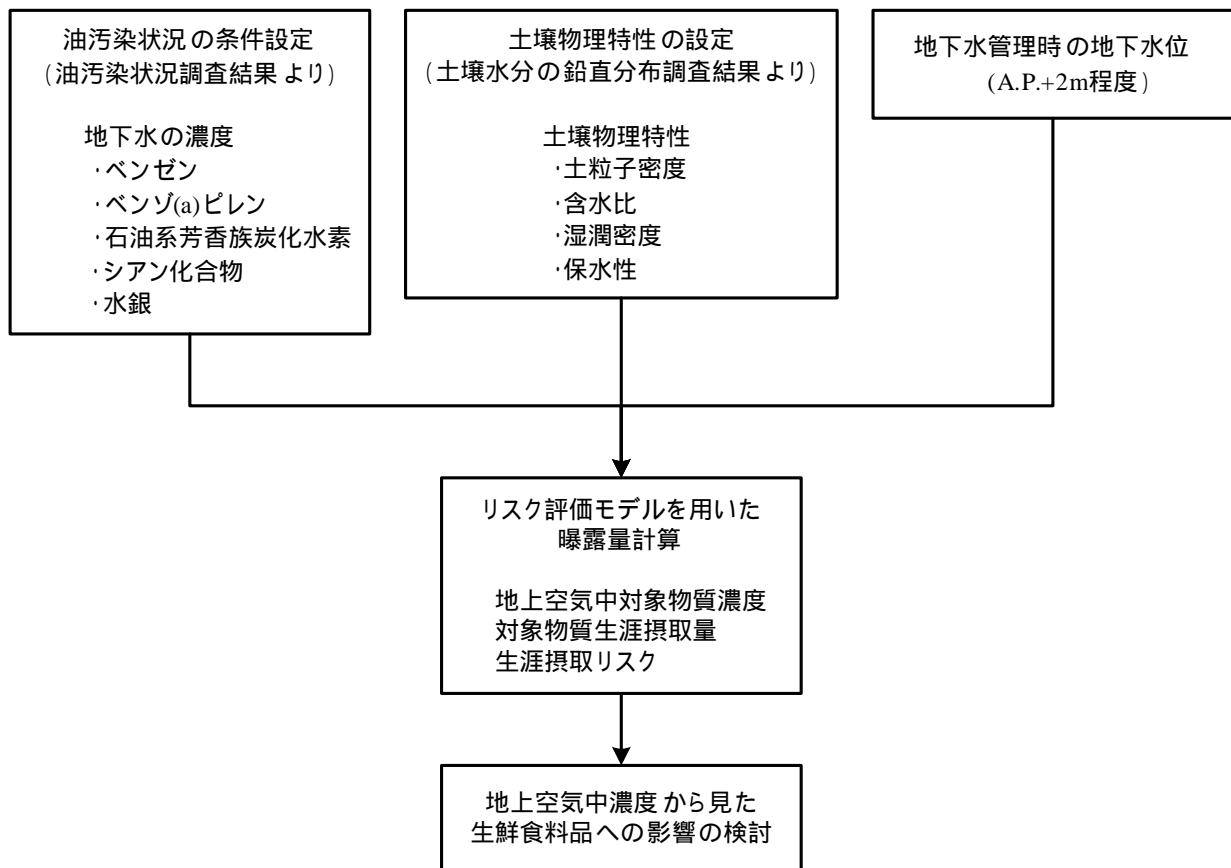 油汚染状況の条件設定
(油汚染状況調査結果より)
地下水の濃度
・ベンゼン
・ベンゾ(a)ピレン
・石油系芳香族炭化水素
・シアン化合物
・水銀
土壌物理特性の設定
(土壌水分の鉛直分布調査結果より)
土壌物理特性
・土粒子密度
・含水比
・湿潤密度
・保水性
地下水管理時の地下水位
(A.P.+2m程度)
リスク評価モデルを用いた
曝露量計算
地上空気中対象物質濃度
対象物質生涯摂取量
生涯摂取リスク
地上空気中濃度から見た
生鮮食料品への影響の検討